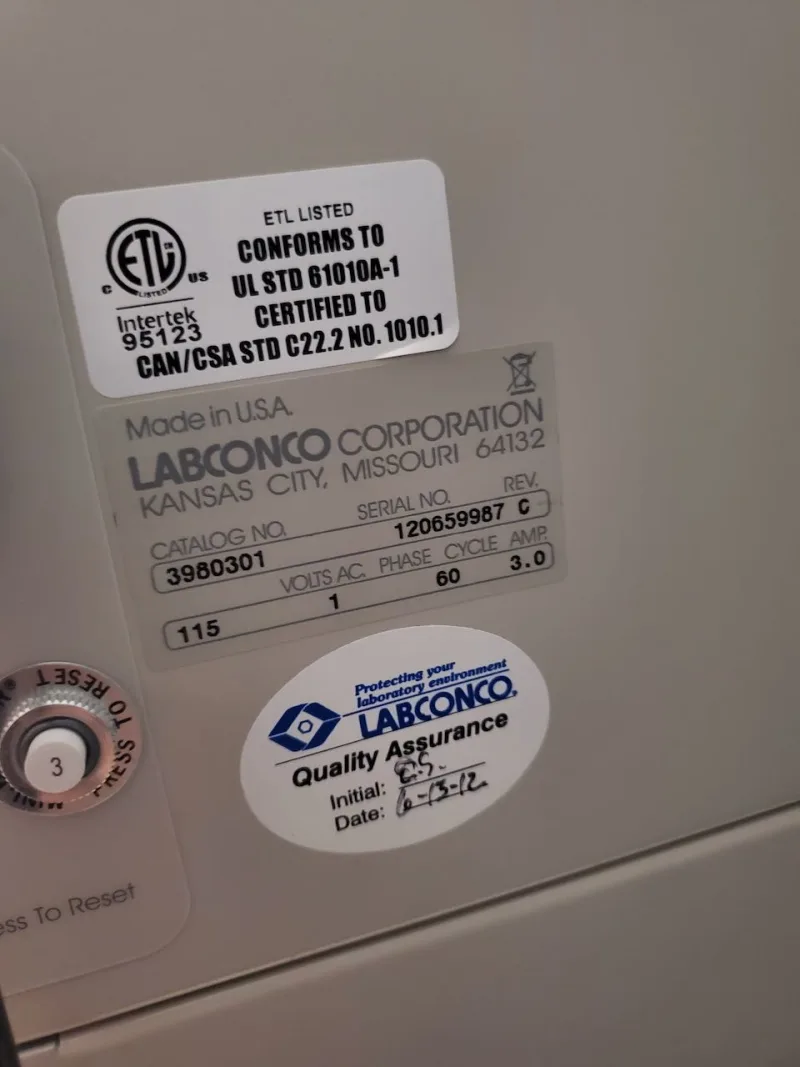 ETL LISTED
CONFORMS TO
UL STD 61010A-1
CERTIFIED TO
CAN/CSA STD C22.2 NO. 1010.1
ETL TM
LISTED
C US
Intertek
95123
Made in U.S.A.
LABCONCO CORPORATION
KANSAS CITY, MISSOURI 64132
CATALOG NO. SERIAL NO. REV.
3980301 120659987 C
VOLTS AC. PHASE CYCLE AMP.
115 1 60 3.0
Protecting your
laboratory environment
LABCONCO
Quality Assurance
Initial: E.S.
Date: 6-13-12
PRESS TO RESET
3
To Reset